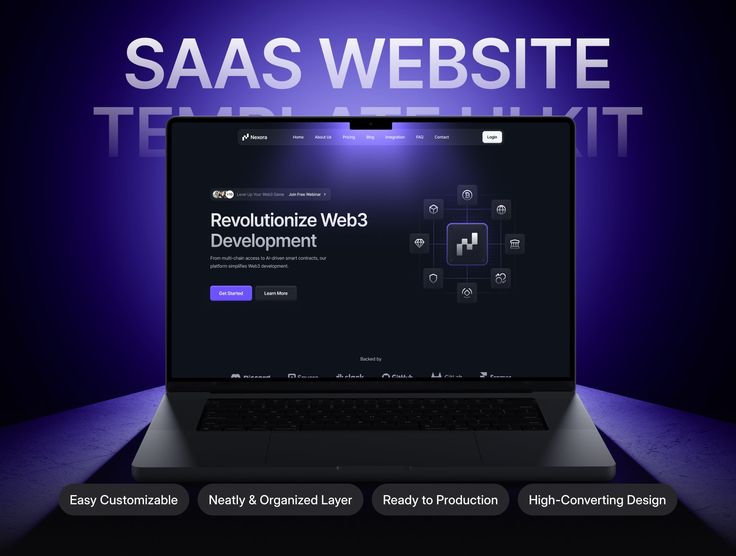 SAAS WEBSITE
TEMPLATE UI KIT
Nexora
Home About Us Pricing Blog Integration FAQ Contact
Login
Level Up Your Web3 Game Join Free Webinar
Revolutionize Web3
Development
From multi-chain access to AI-driven smart contracts, our
platform simplifies Web3 development.
Get Started Learn More
Backed by
Discord Square slack GitHub GitLab Framer
Easy Customizable Neatly & Organized Layer Ready to Production High-Converting Design